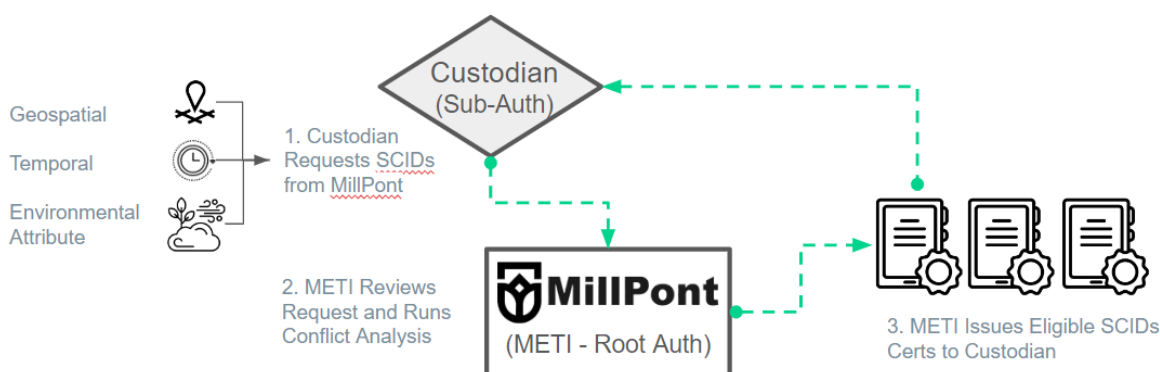 Custodian
(Sub-Auth)
Geospatial
Temporal
Environmental
Attribute
1. Custodian
Requests SCIDs
from MillPont
2. METI Reviews
Request and Runs
Conflict Analysis
MillPont
(METI - Root Auth)
3. METI Issues Eligible SCIDs
Certs to Custodian